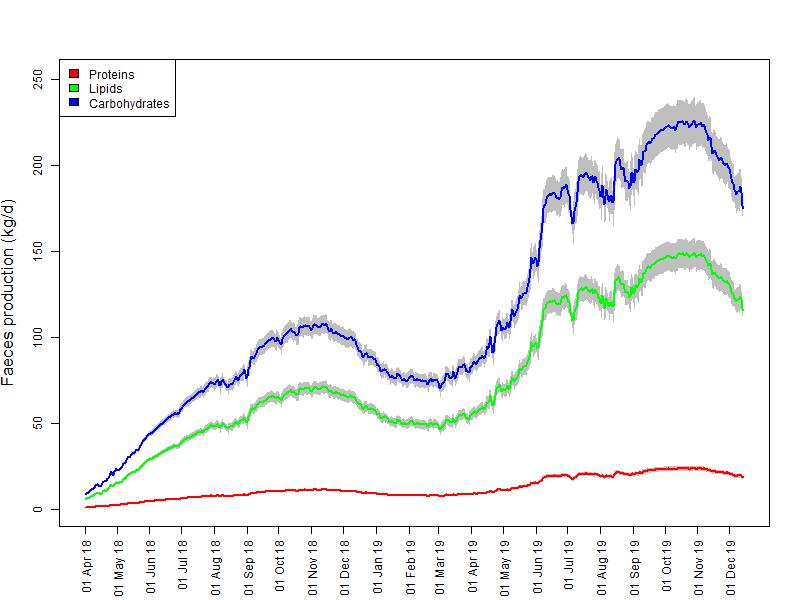 Proteins
Lipids
Carbohydrates
Faeces production (kg/d)
250
200
150
100
50
0
01 Apr 18
01 May 18
01 Jun 18
01 Jul 18
01 Aug 18
01 Sep 18
01 Oct 18
01 Nov 18
01 Dec 18
01 Jan 19
01 Feb 19
01 Mar 19
01 Apr 19
01 May 19
01 Jun 19
01 Jul 19
01 Aug 19
01 Sep 19
01 Oct 19
01 Nov 19
01 Dec 19